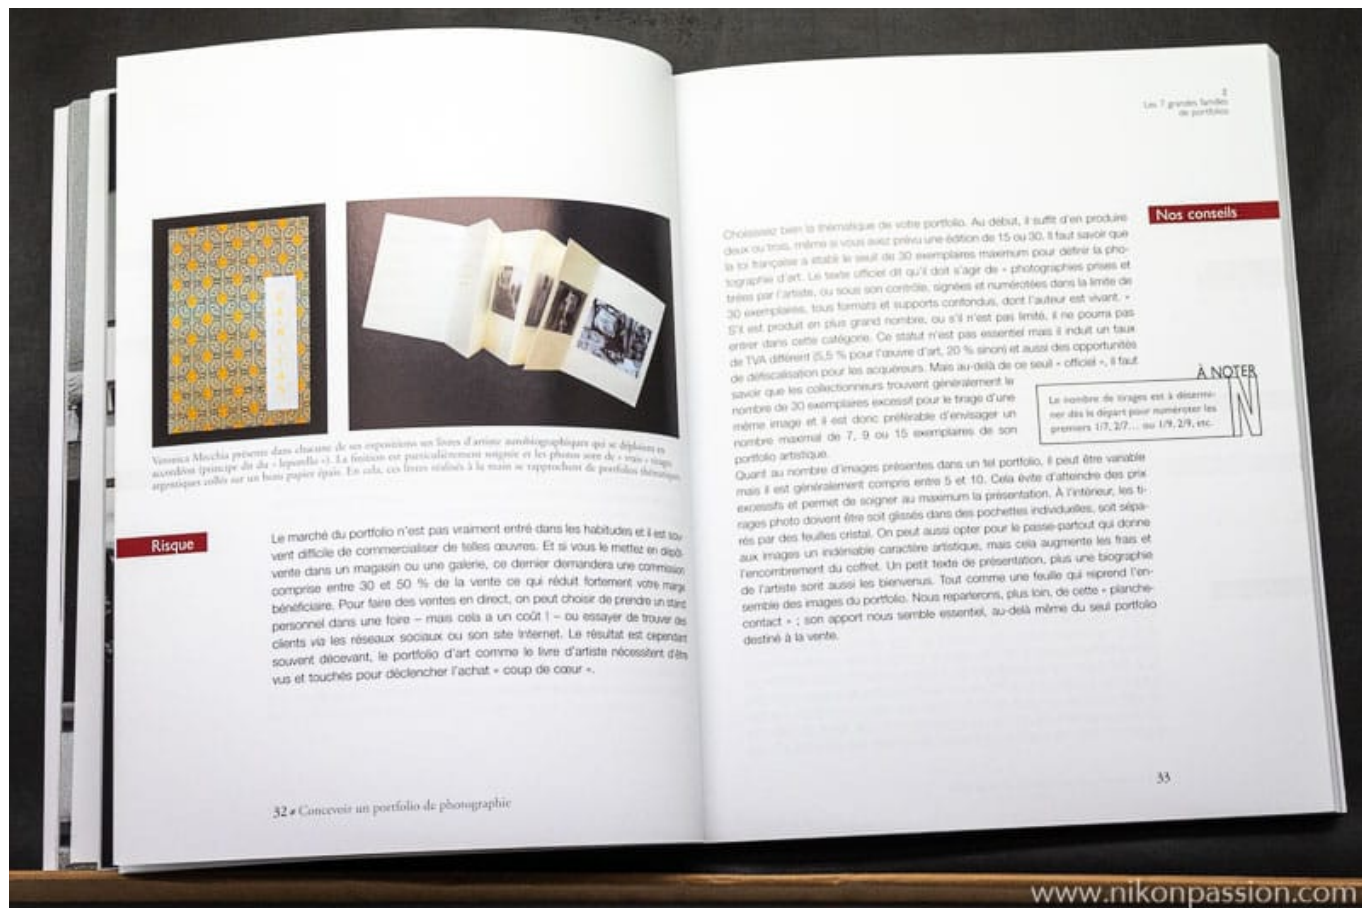 Veronica Mecchia présente dans chacune de ses expositions ses livres d'artiste autobiographiques qui se déploient en
accordéon (principe dit du « leporello »). La finition est particulièrement soignée et les photos sont de « vrais » tirages
argentiques collés sur un beau papier épais. En cela, ces livres réalisés à la main se rapprochent de portfolios thématiques.
Risque
Le marché du portfolio n'est pas vraiment entré dans les habitudes et il est sou-
vent difficile de commercialiser de telles œuvres. Et si vous le mettez en dépôt-
vente dans un magasin ou une galerie, ce dernier demandera une commission
comprise entre 30 et 50 % de la vente ce qui réduit fortement votre marge
bénéficiaire. Pour faire des ventes en direct, on peut choisir de prendre un stand
personnel dans une foire – mais cela a un coût ! – ou essayer de trouver des
clients via les réseaux sociaux ou son site Internet. Le résultat est cependant
souvent décevant, le portfolio d'art comme le livre d'artiste nécessitent d'être
vus et touchés pour déclencher l'achat « coup de cœur ».
32 Concevoir un portfolio de photographie
2
Les 7 grandes familles
de portfolios
Nos conseils
Choisissez bien la thématique de votre portfolio. Au début, il suffit d'en produire
deux ou trois, même si vous avez prévu une édition de 15 ou 30. Il faut savoir que
la loi française a établi le seuil de 30 exemplaires maximum pour définir la pho-
tographie d'art. Le texte officiel dit qu'il doit s'agir de « photographies prises et
tirées par l'artiste, ou sous son contrôle, signées et numérotées dans la limite de
30 exemplaires, tous formats et supports confondus, dont l'auteur est vivant. »
S'il est produit en plus grand nombre, ou s'il n'est pas limité, il ne pourra pas
entrer dans cette catégorie. Ce statut n'est pas essentiel mais il induit un taux
de TVA différent (5,5 % pour l'œuvre d'art, 20 % sinon) et aussi des opportunités
de défiscalisation pour les acquéreurs. Mais au-delà de ce seuil « officiel », il faut
savoir que les collectionneurs trouvent généralement le
nombre de 30 exemplaires excessif pour le tirage d'une
même image et il est donc préférable d'envisager un
nombre maximal de 7, 9 ou 15 exemplaires de son
portfolio artistique.
À NOTER
N
Le nombre de tirages est à détermi-
ner dès le départ pour numéroter les
premiers 1/7, 2/7… ou 1/9, 2/9, etc.
Quant au nombre d'images présentes dans un tel portfolio, il peut être variable
mais il est généralement compris entre 5 et 10. Cela évite d'atteindre des prix
excessifs et permet de soigner au maximum la présentation. À l'intérieur, les ti-
rages photo doivent être soit glissés dans des pochettes individuelles, soit sépa-
rés par des feuilles cristal. On peut aussi opter pour le passe-partout qui donne
aux images un indéniable caractère artistique, mais cela augmente les frais et
l'encombrement du coffret. Un petit texte de présentation, plus une biographie
de l'artiste sont aussi les bienvenus. Tout comme une feuille qui reprend l'en-
semble des images du portfolio. Nous reparlerons, plus loin, de cette « planche-
contact » ; son apport nous semble essentiel, au-delà même du seul portfolio
destiné à la vente.
33
www.nikonpassion.com